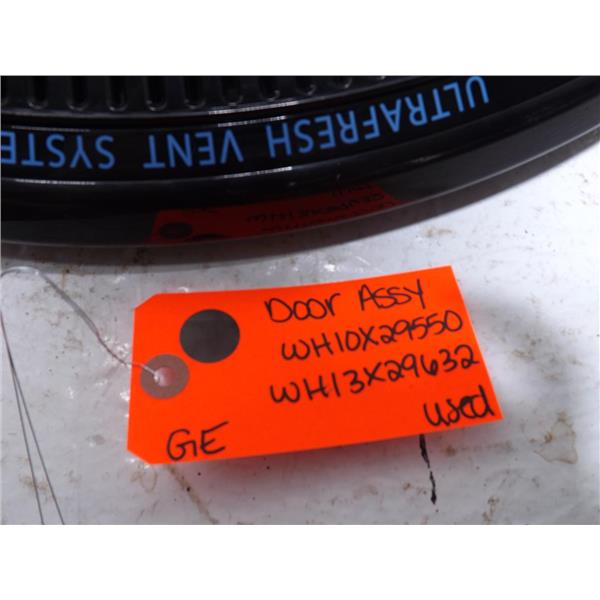 ULTRAFRESH VENT SYSTE
Door Assy
WH10X29550
WH13X29632
used
GE